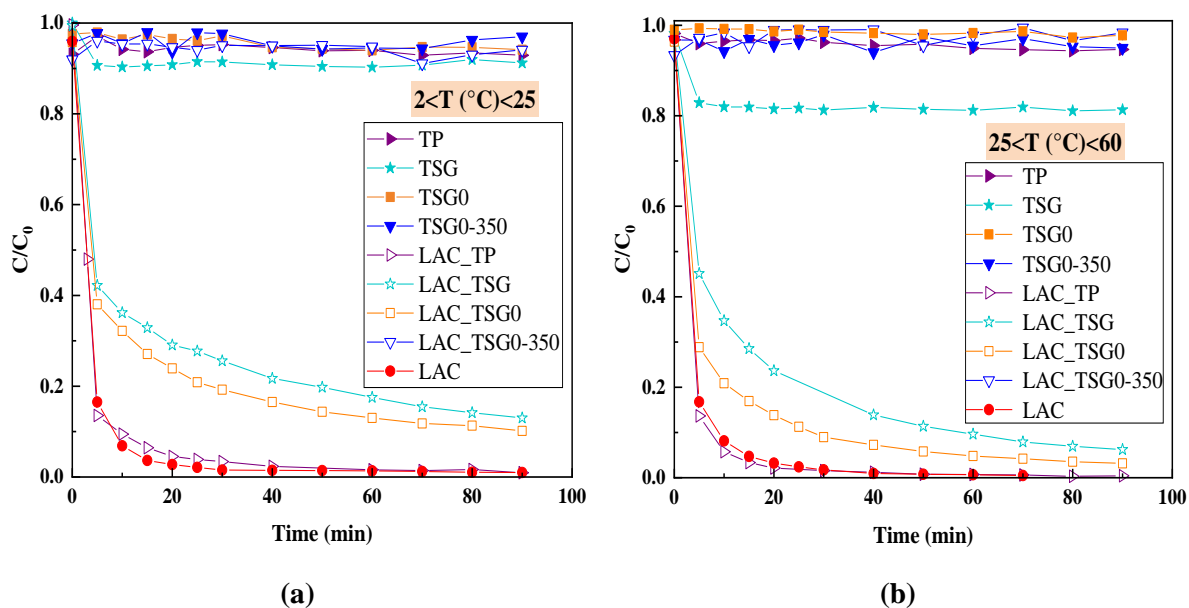 1.0
0.8
0.6
0.4
0.2
0.0
C/C0
2<T (°C)<25
TP
TSG
TSG0
TSG0-350
LAC_TP
LAC_TSG
LAC_TSG0
LAC_TSG0-350
LAC
0 20 40 60 80 100
Time (min)
(a)
1.0
0.8
0.6
0.4
0.2
0.0
C/C0
25<T (°C)<60
TP
TSG
TSG0
TSG0-350
LAC_TP
LAC_TSG
LAC_TSG0
LAC_TSG0-350
LAC
0 20 40 60 80 100
Time (min)
(b)